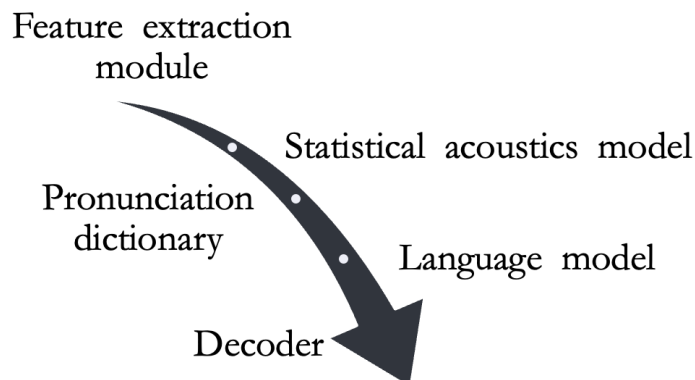 Feature extraction
module
Statistical acoustics model
Pronunciation
dictionary
Language model
Decoder